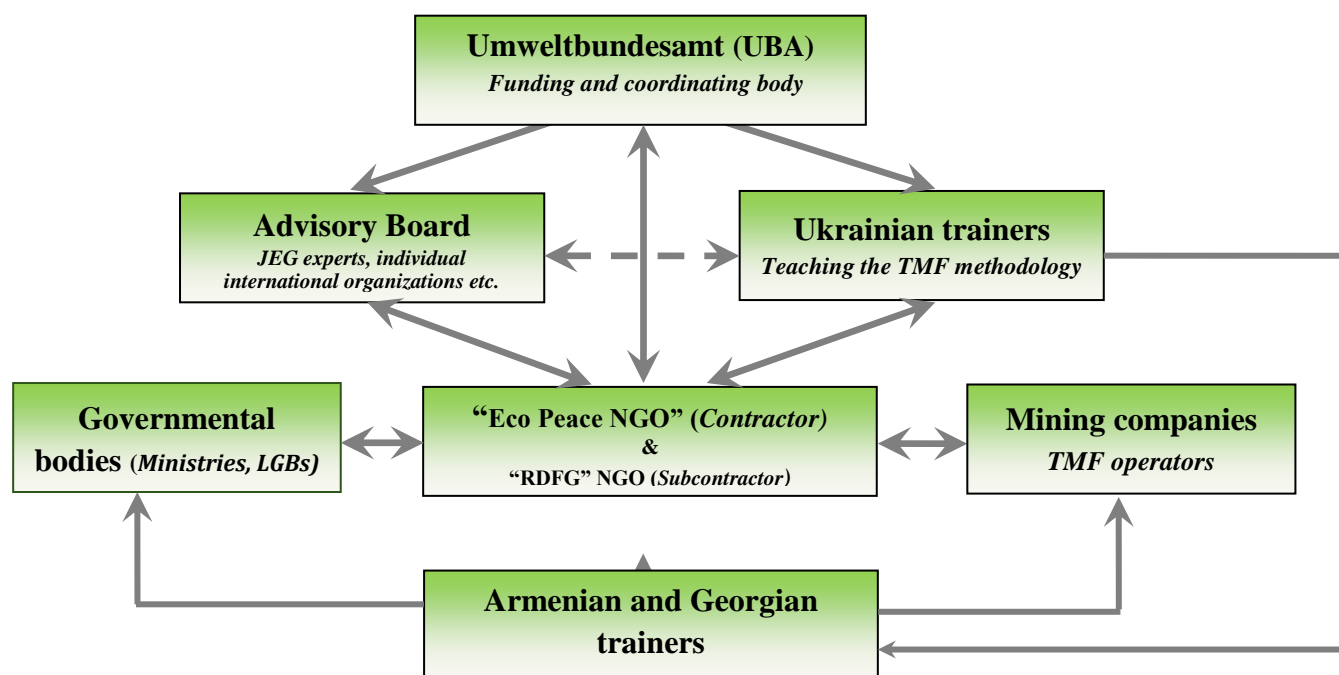 Umweltbundesamt (UBA)
Funding and coordinating body
Advisory Board
JEG experts, individual
international organizations etc.
Ukrainian trainers
Teaching the TMF methodology
Governmental
bodies (Ministries, LGBs)
“Eco Peace NGO” (Contractor)
&
“RDFG” NGO (Subcontractor)
Mining companies
TMF operators
Armenian and Georgian
trainers